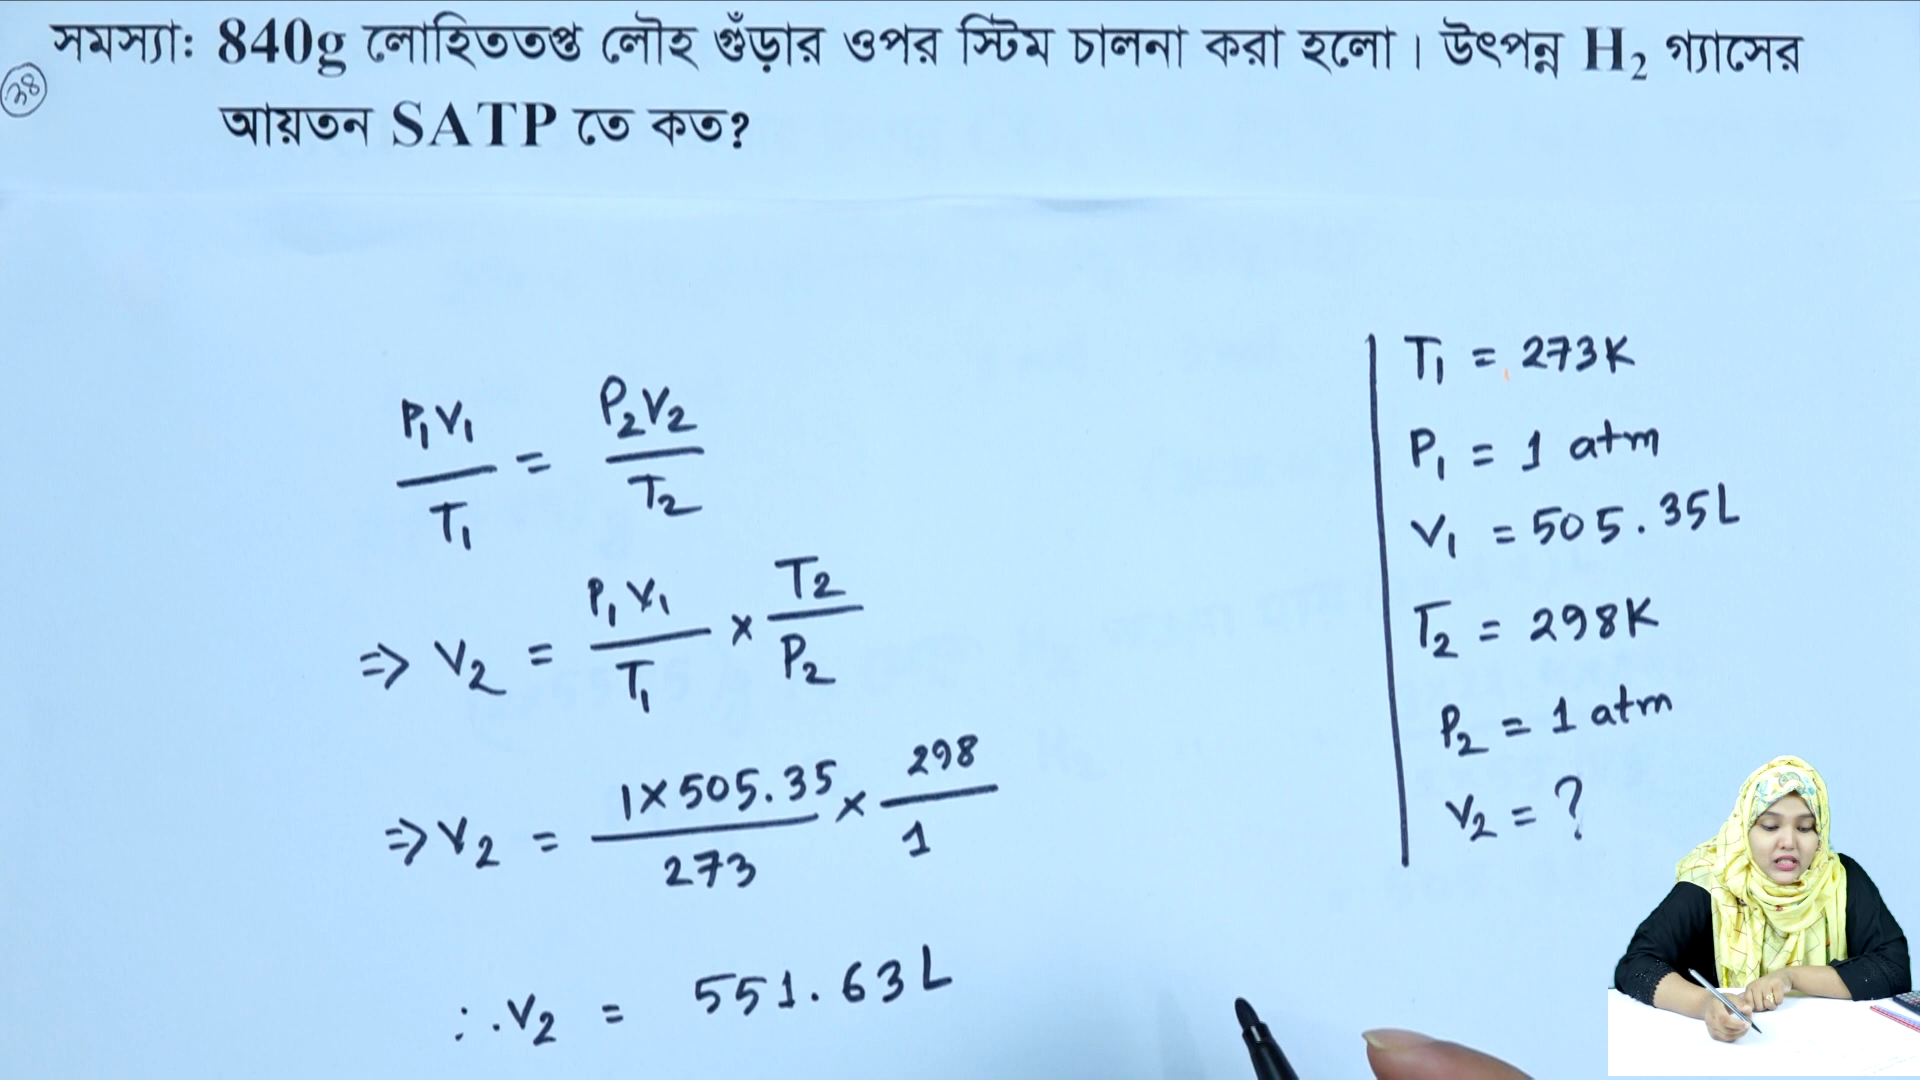 সমস্যা: 840g লোহিততপ্ত লৌহ গুঁড়ার ওপর স্টিম চালনা করা হলো। উৎপন্ন H₂ গ্যাসের
38
আয়তন SATP তে কত?
P₁V₁/T₁ = P₂V₂/T₂
⇒ V₂ = P₁V₁/T₁ × T₂/P₂
⇒ V₂ = 1×505.35/273 × 298/1
∴ V₂ = 551.63L
T₁ = 273K
P₁ = 1 atm
V₁ = 505.35L
T₂ = 298K
P₂ = 1 atm
V₂ = ?